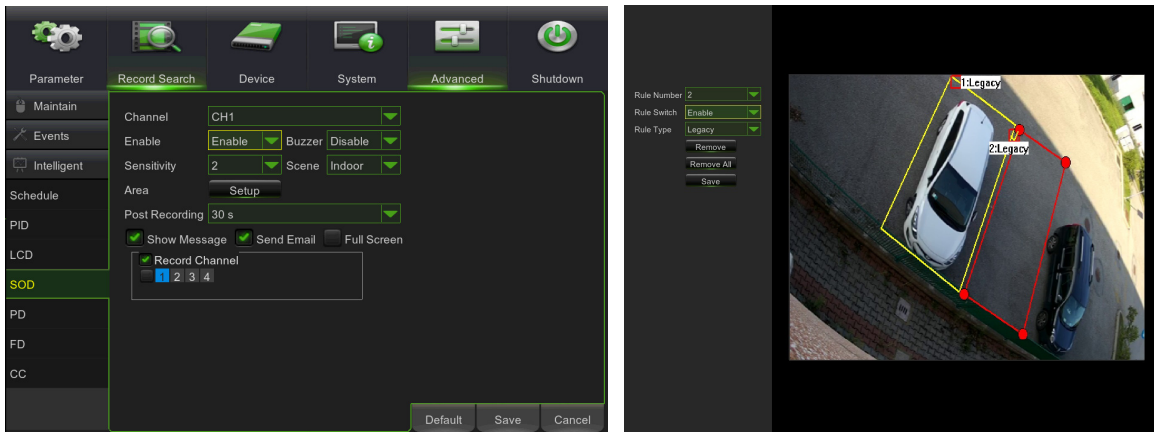 Parameter Record Search Device System Advanced Shutdown
Maintain
Events
Intelligent
Schedule
PID
LCD
SOD
PD
FD
CC
Channel CH1
Enable Enable Buzzer Disable
Sensitivity 2 Scene Indoor
Area Setup
Post Recording 30 s
Show Message Send Email Full Screen
Record Channel
1 2 3 4
Default Save Cancel
Rule Number 2
Rule Switch Enable
Rule Type Legacy
Remove
Remove All
Save
1:Legacy
2:Legacy